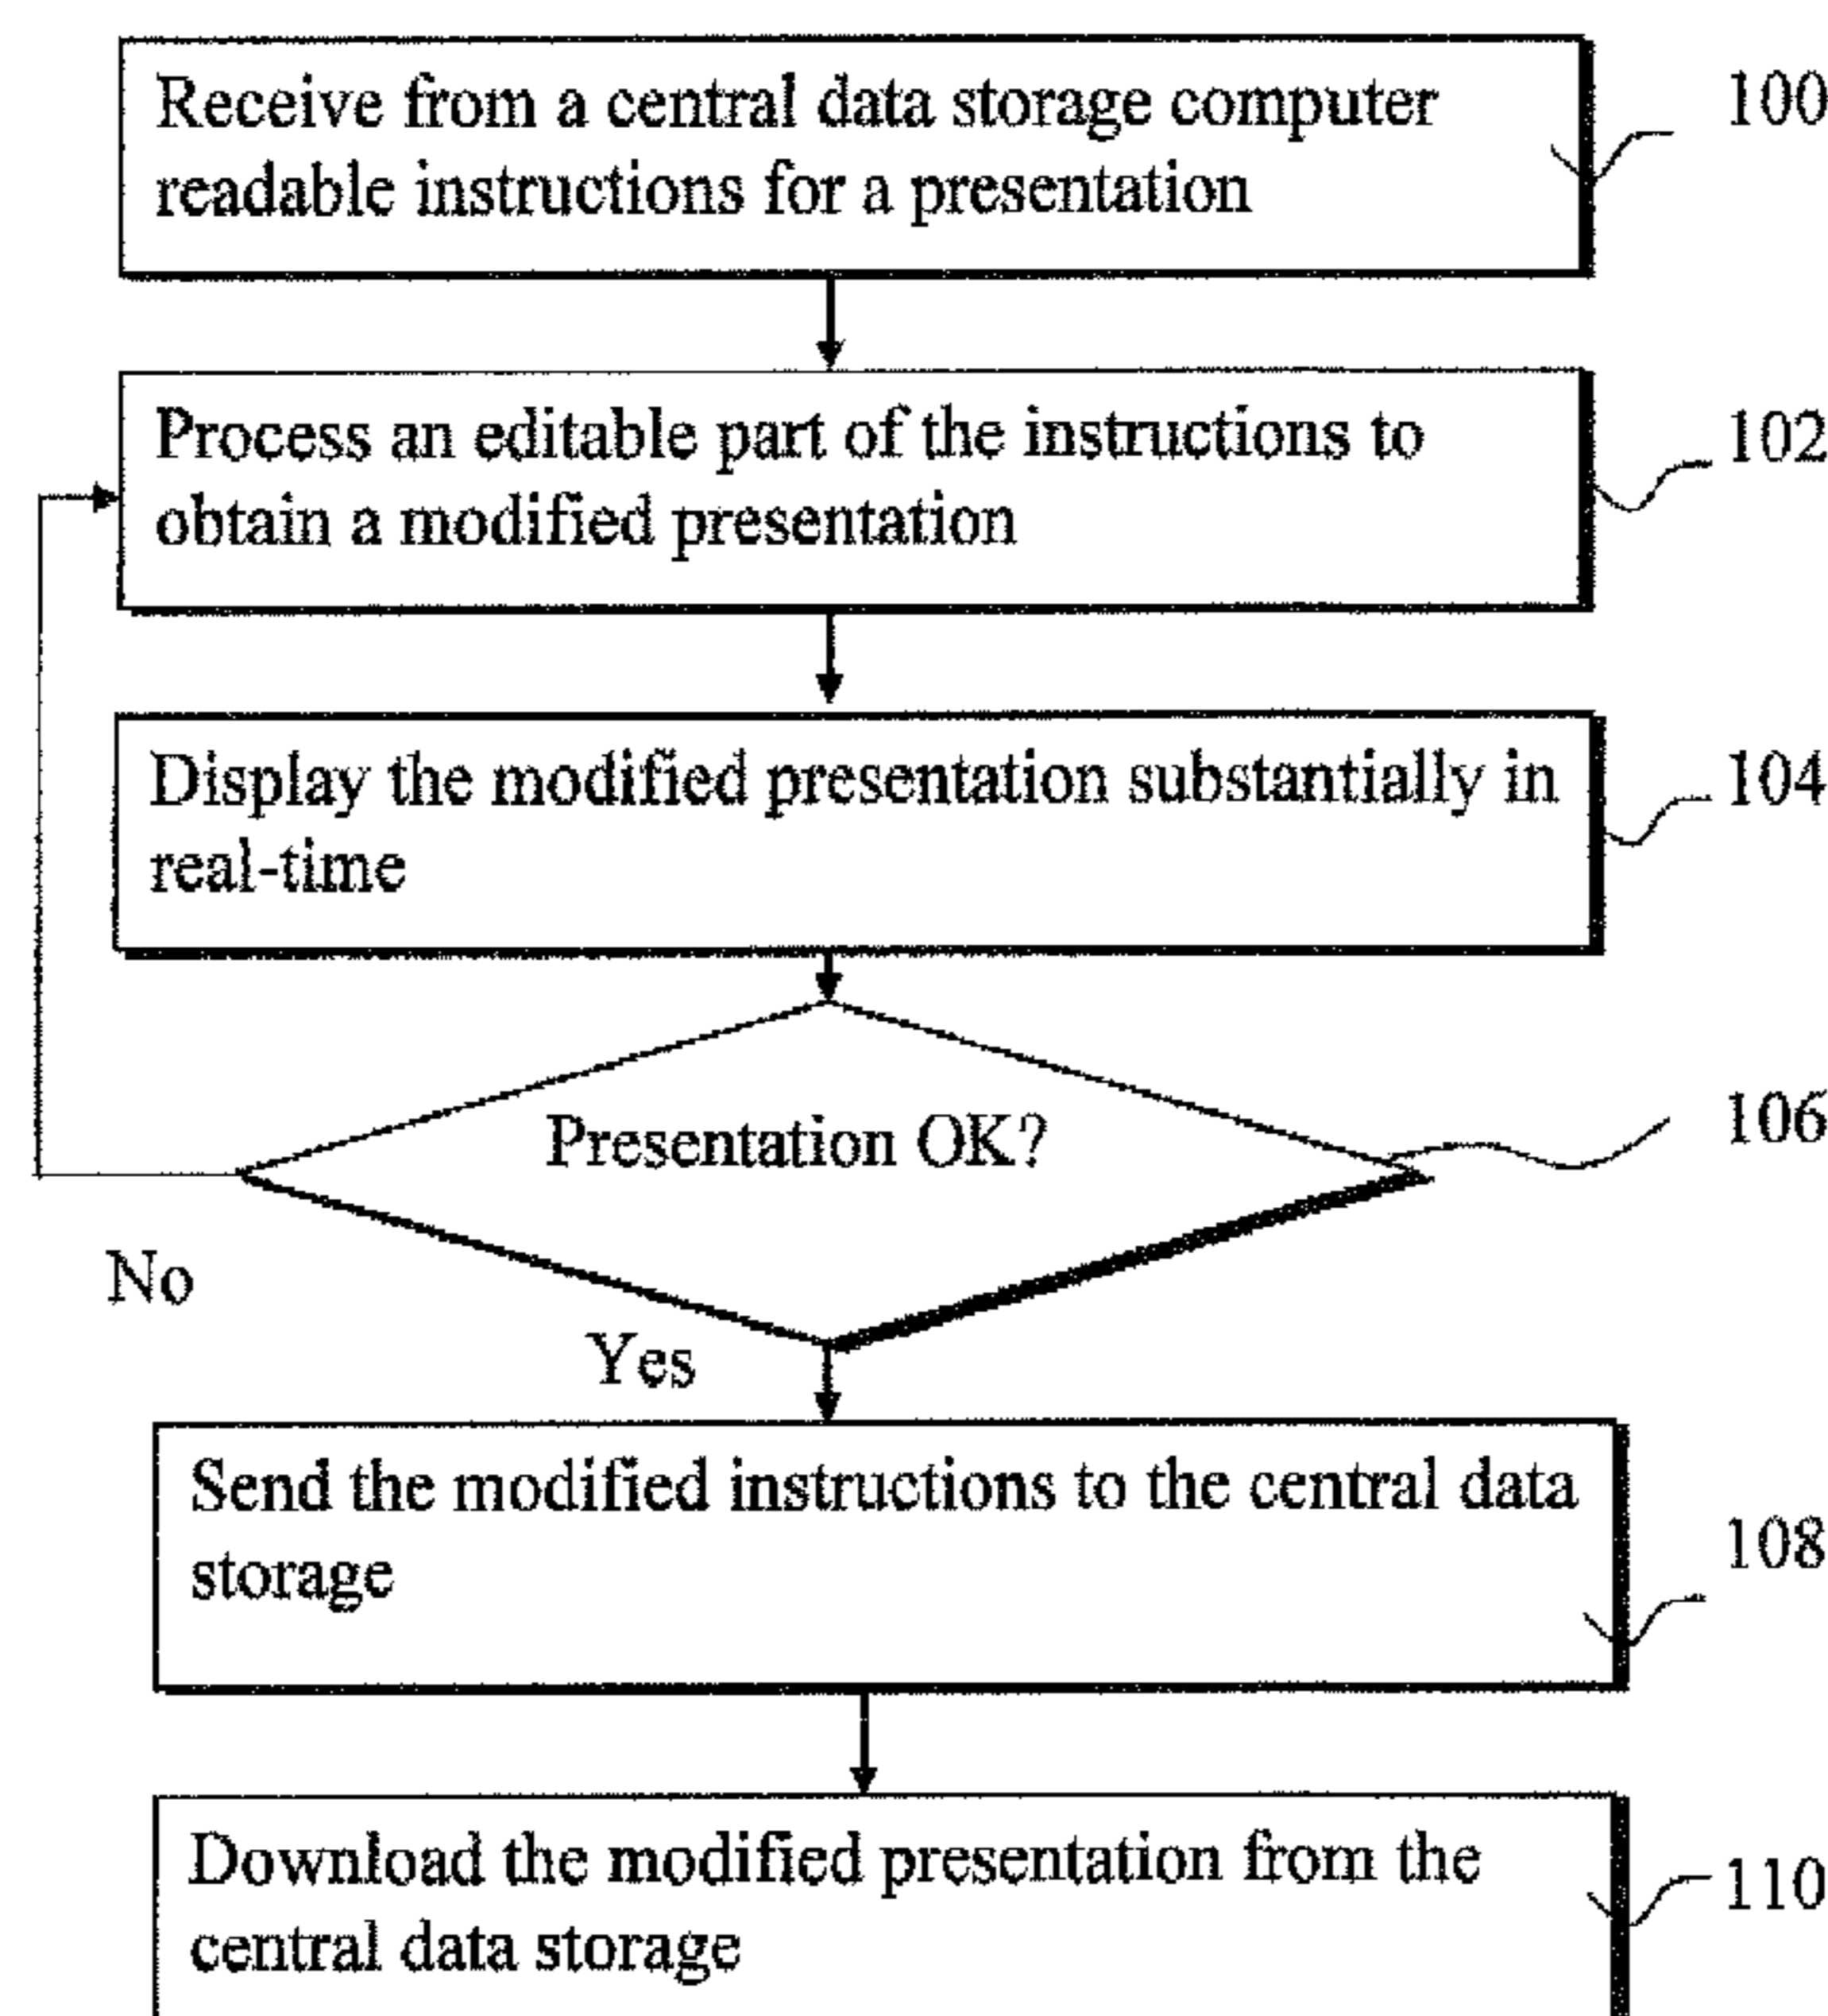 Receive from a central data storage computer
readable instructions for a presentation
100
Process an editable part of the instructions to
obtain a modified presentation
102
Display the modified presentation substantially in
real-time
104
Presentation OK?
106
No
Yes
Send the modified instructions to the central data
storage
108
Download the modified presentation from the
central data storage
110